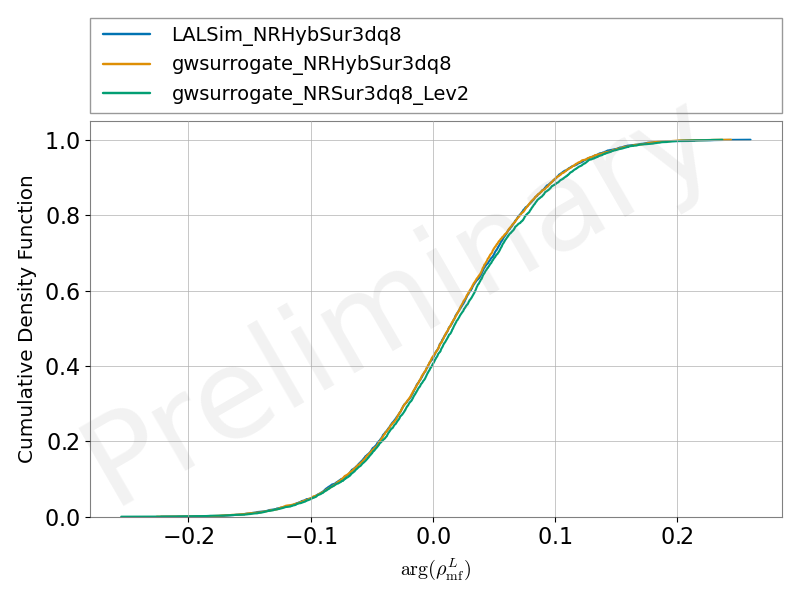 LALSim_NRHybSur3dq8
gwsurrogate_NRHybSur3dq8
gwsurrogate_NRSur3dq8_Lev2
1.0
0.8
0.6
0.4
0.2
0.0
Cumulative Density Function
Preliminary
−0.2 −0.1 0.0 0.1 0.2
arg(ρ^L_mf)